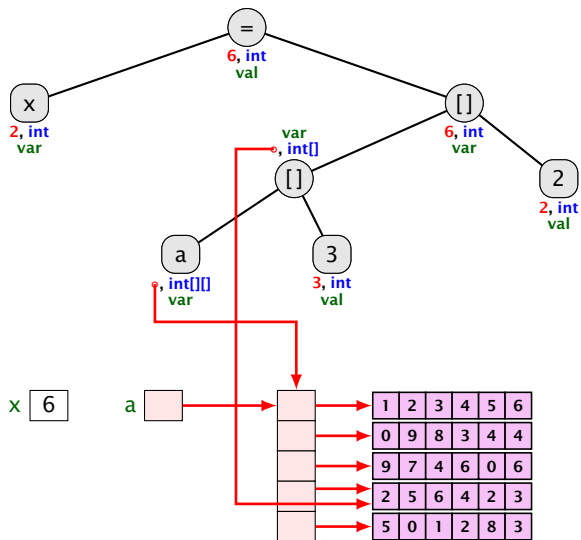 =
6, int
val
x
2, int
var
[]
6, int
var
var
, int[]
[]
2
2, int
val
a
, int[][]
var
3
3, int
val
x 6
a
1 2 3 4 5 6
0 9 8 3 4 4
9 7 4 6 0 6
2 5 6 4 2 3
5 0 1 2 8 3